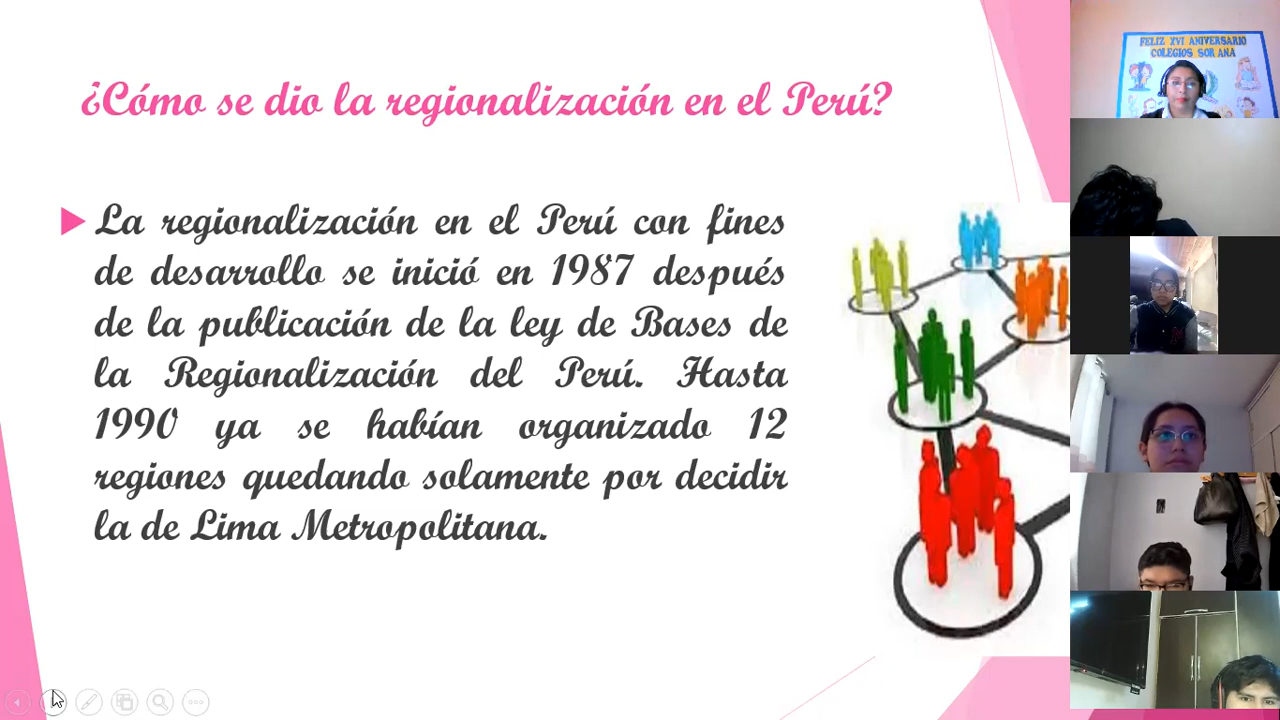 ¿Cómo se dio la regionalización en el Perú?
La regionalización en el Perú con fines
de desarrollo se inició en 1987 después
de la publicación de la ley de Bases de
la Regionalización del Perú. Hasta
1990 ya se habían organizado 12
regiones quedando solamente por decidir
la de Lima Metropolitana.
FELIZ XVI ANIVERSARIO
COLEGIOS SOR ANA